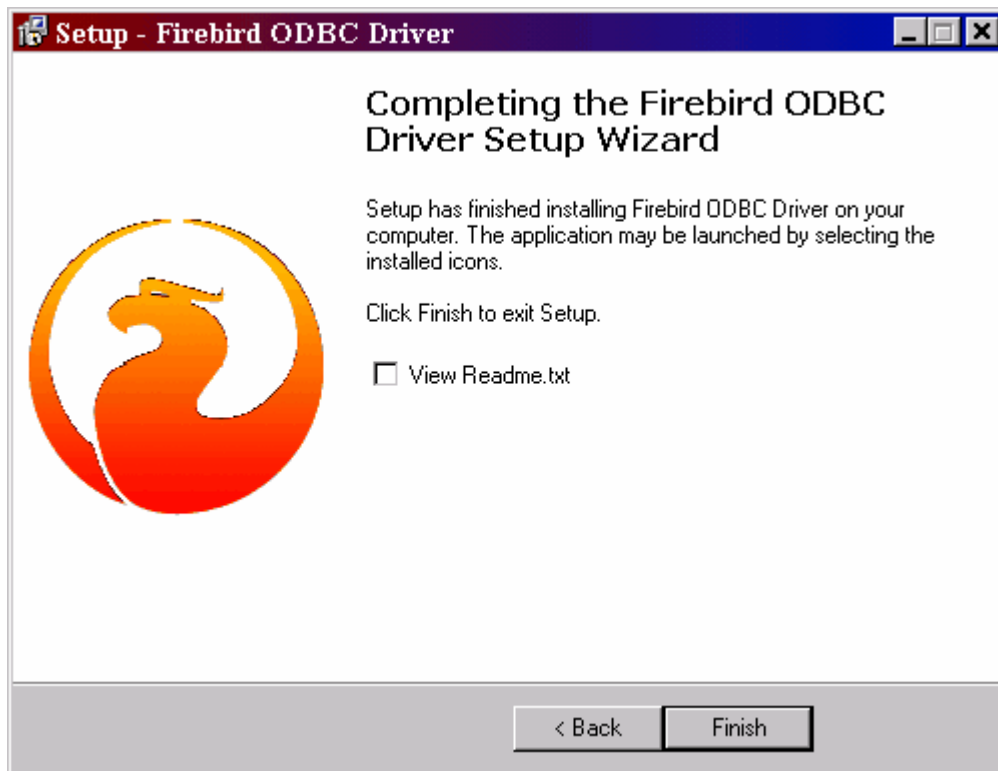 Setup - Firebird ODBC Driver
Completing the Firebird ODBC
Driver Setup Wizard
Setup has finished installing Firebird ODBC Driver on your
computer. The application may be launched by selecting the
installed icons.
Click Finish to exit Setup.
View Readme.txt
< Back
Finish